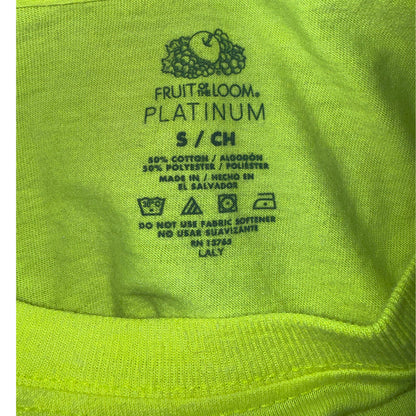 FRUIT OF THE LOOM®
PLATINUM
S / CH
50% COTTON / ALGODÓN
50% POLYESTER / POLIÉSTER
MADE IN / HECHO EN
EL SALVADOR
DO NOT USE FABRIC SOFTENER
NO USAR SUAVIZANTE
RN 13765
LALY